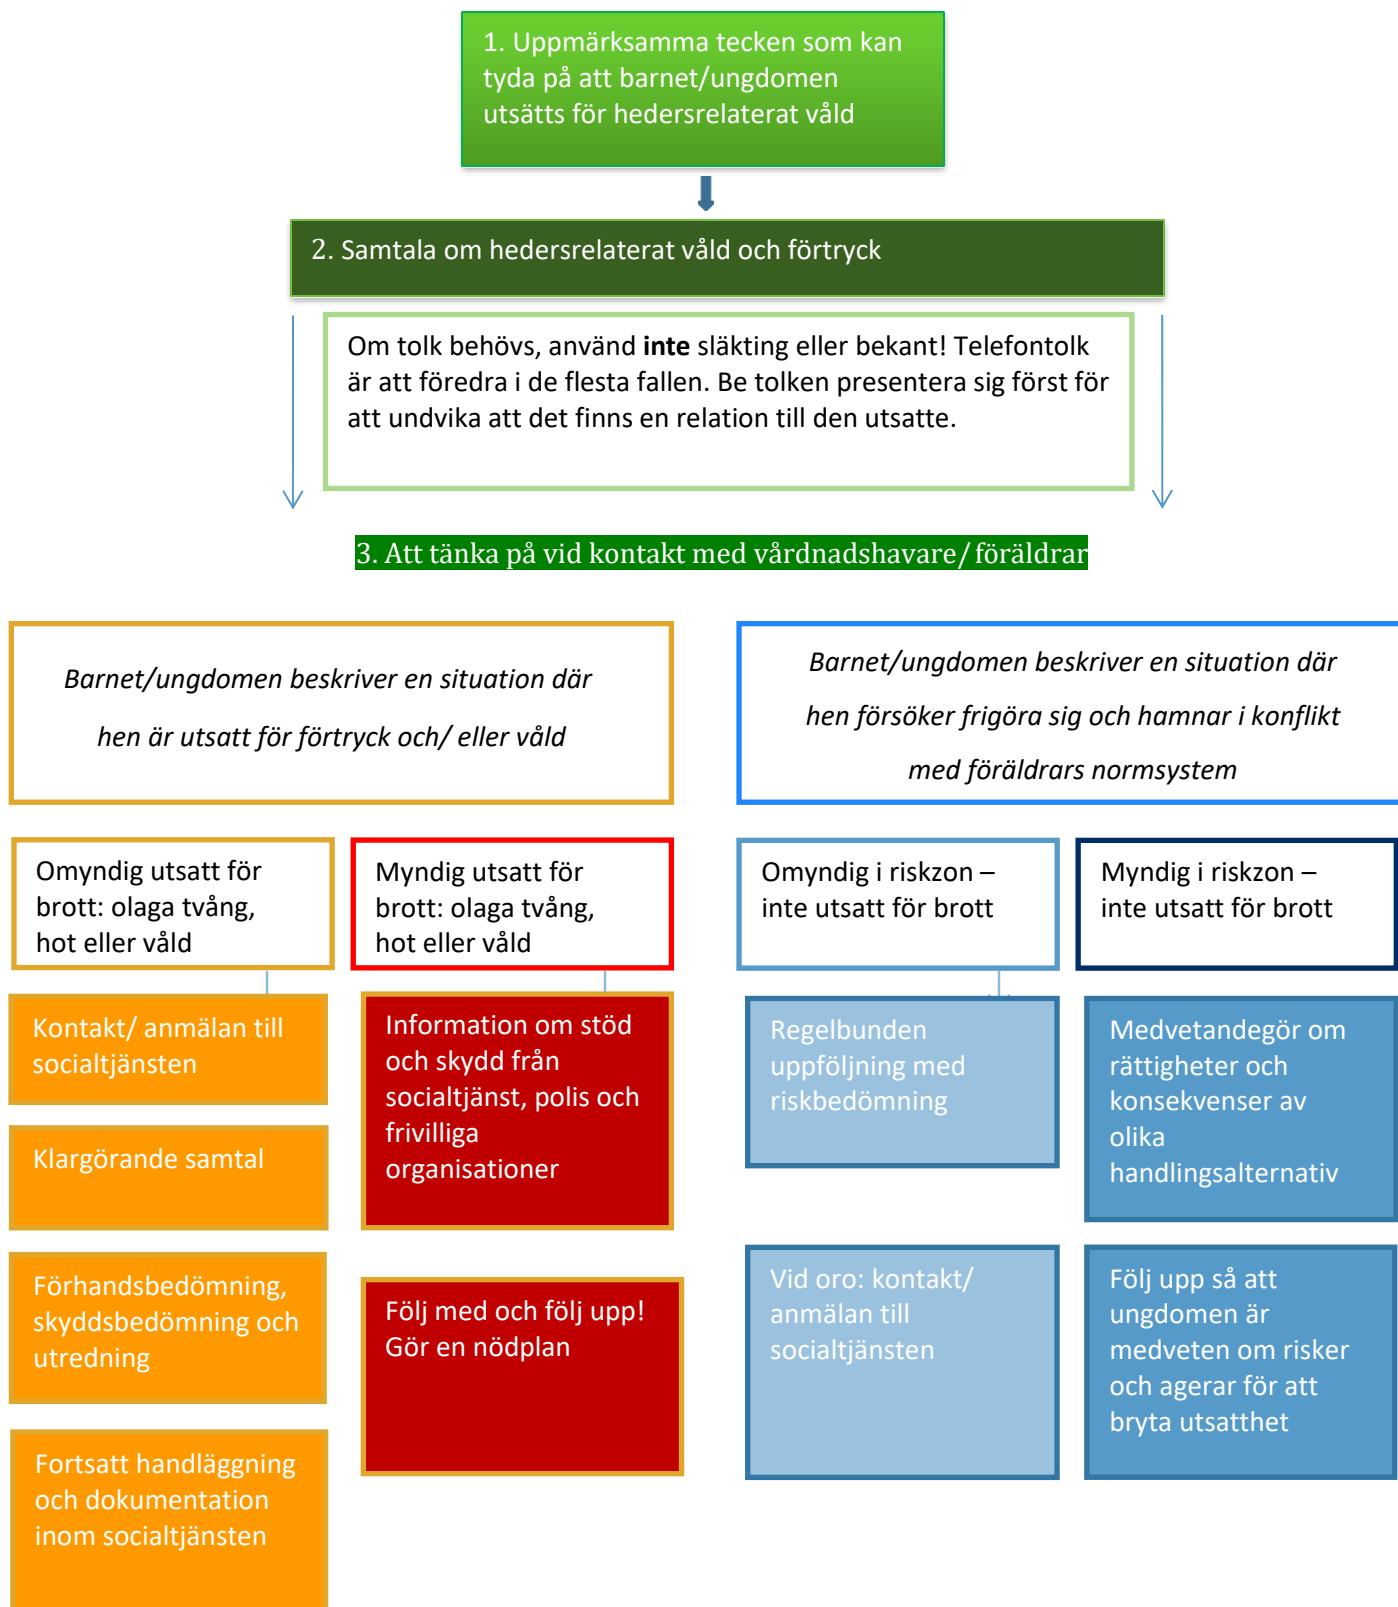 1. Uppmärksamma tecken som kan
tyda på att barnet/ungdomen
utsätts för hedersrelaterat våld
2. Samtala om hedersrelaterat våld och förtryck
Om tolk behövs, använd inte släkting eller bekant! Telefontolk
är att föredra i de flesta fallen. Be tolken presentera sig först för
att undvika att det finns en relation till den utsatte.
3. Att tänka på vid kontakt med vårdnadshavare/ föräldrar
Barnet/ungdomen beskriver en situation där
hen är utsatt för förtryck och/ eller våld
Barnet/ungdomen beskriver en situation där
hen försöker frigöra sig och hamnar i konflikt
med föräldrars normsystem
Omyndig utsatt för
brott: olaga tvång,
hot eller våld
Myndig utsatt för
brott: olaga tvång,
hot eller våld
Omyndig i riskzon –
inte utsatt för brott
Myndig i riskzon –
inte utsatt för brott
Kontakt/ anmälan till
socialtjänsten
Klargörande samtal
Förhandsbedömning,
skyddsbedömning och
utredning
Fortsatt handläggning
och dokumentation
inom socialtjänsten
Information om stöd
och skydd från
socialtjänst, polis och
frivilliga
organisationer
Följ med och följ upp!
Gör en nödplan
Regelbunden
uppföljning med
riskbedömning
Vid oro: kontakt/
anmälan till
socialtjänsten
Medvetandegör om
rättigheter och
konsekvenser av
olika
handlingsalternativ
Följ upp så att
ungdomen är
medveten om risker
och agerar för att
bryta utsatthet